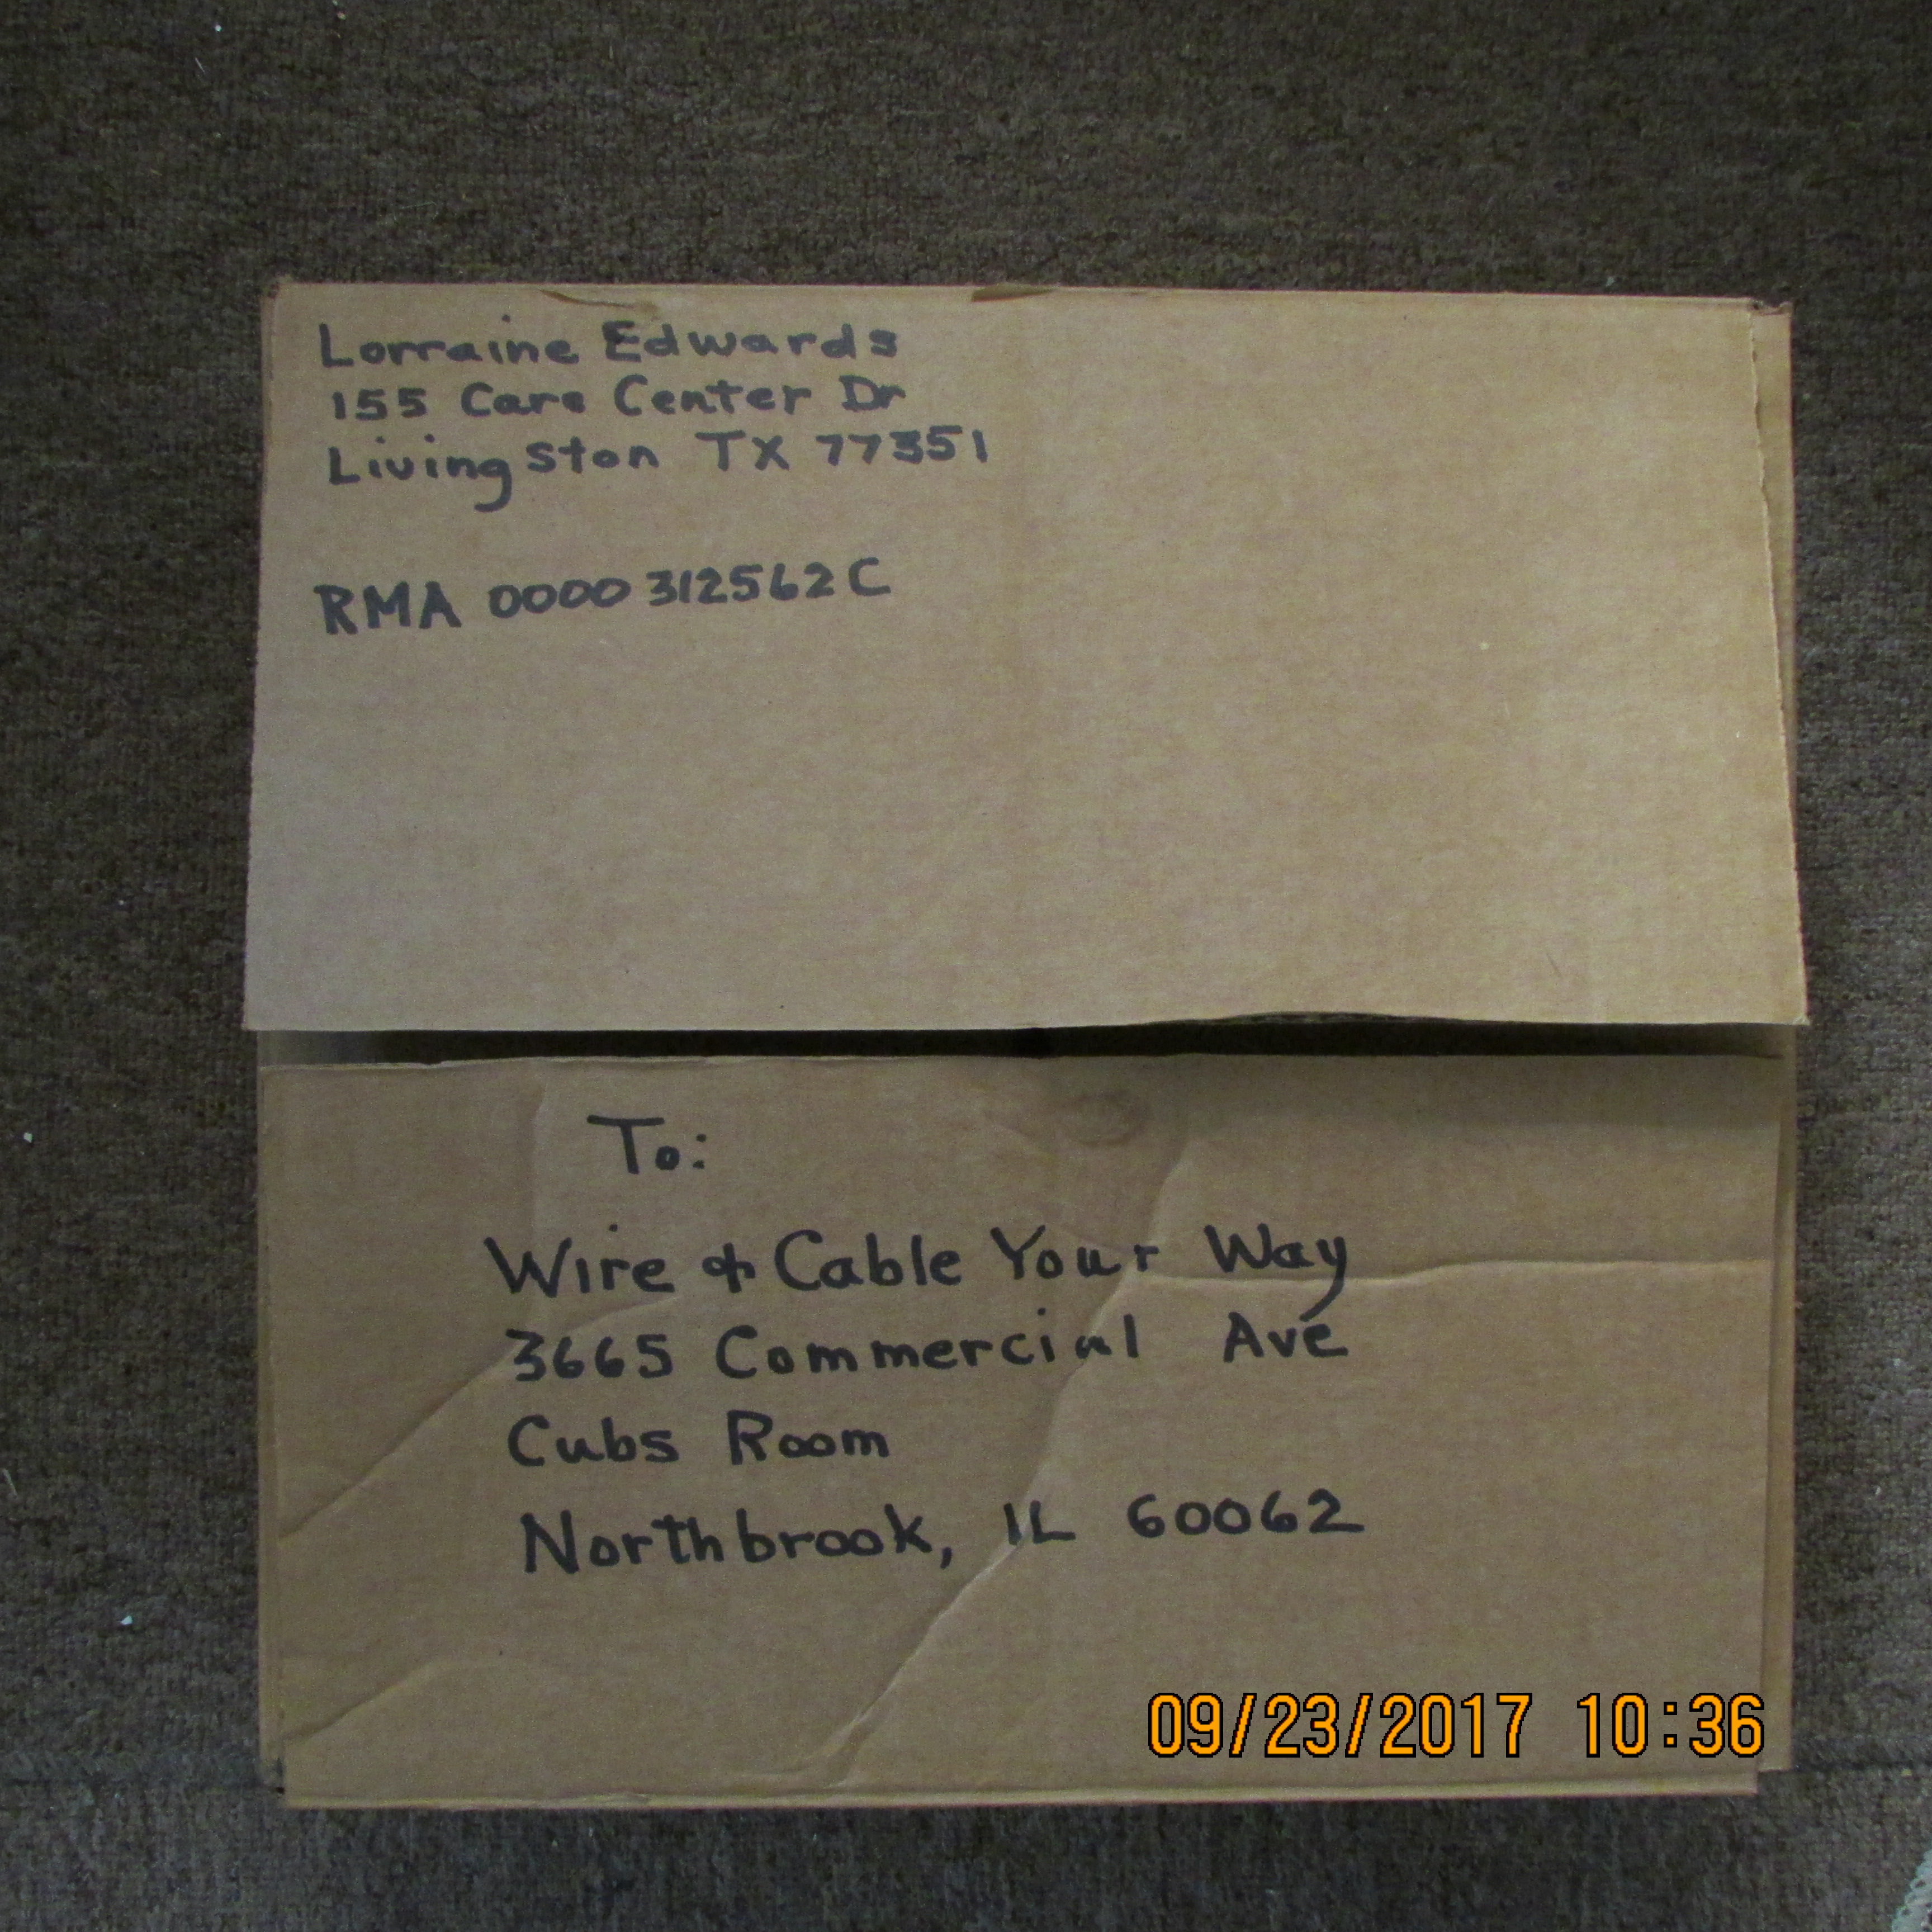 Lorraine Edwards
155 Care Center Dr
Livingston TX 77351
RMA 0000312562C
To:
Wire & Cable Your Way
3665 Commercial Ave
Cubs Room
Northbrook, IL 60062
09/23/2017 10:36